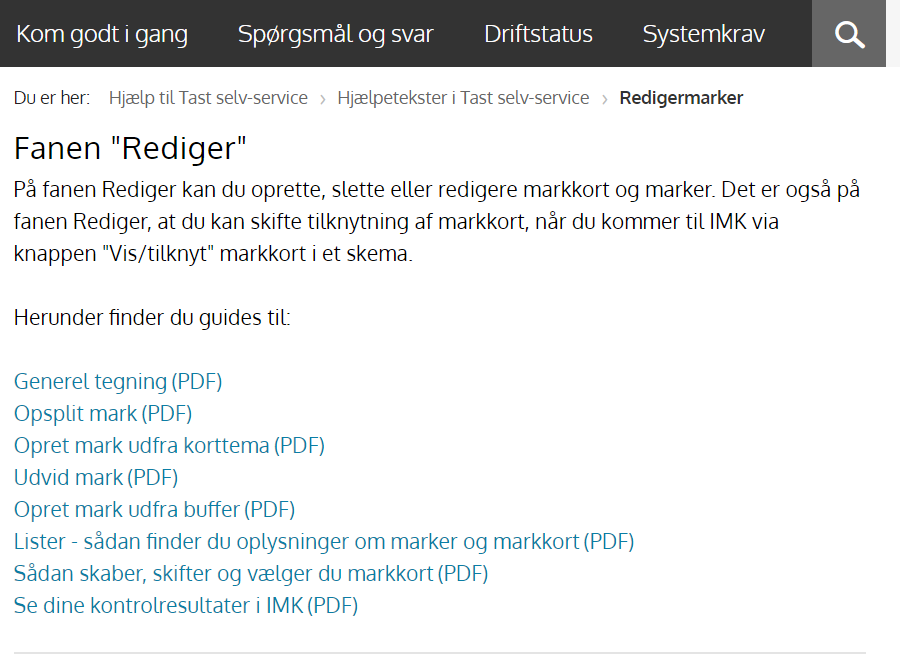 Kom godt i gang Spørgsmål og svar Driftstatus Systemkrav
Du er her: Hjælp til Tast selv-service › Hjælpetekster i Tast selv-service › Redigermarker
Fanen "Rediger"
På fanen Rediger kan du oprette, slette eller redigere markkort og marker. Det er også på
fanen Rediger, at du kan skifte tilknytning af markkort, når du kommer til IMK via
knappen "Vis/tilknyt" markkort i et skema.
Herunder finder du guides til:
Generel tegning (PDF)
Opsplit mark (PDF)
Opret mark udfra korttema (PDF)
Udvid mark (PDF)
Opret mark udfra buffer (PDF)
Lister - sådan finder du oplysninger om marker og markkort (PDF)
Sådan skaber, skifter og vælger du markkort (PDF)
Se dine kontrolresultater i IMK (PDF)